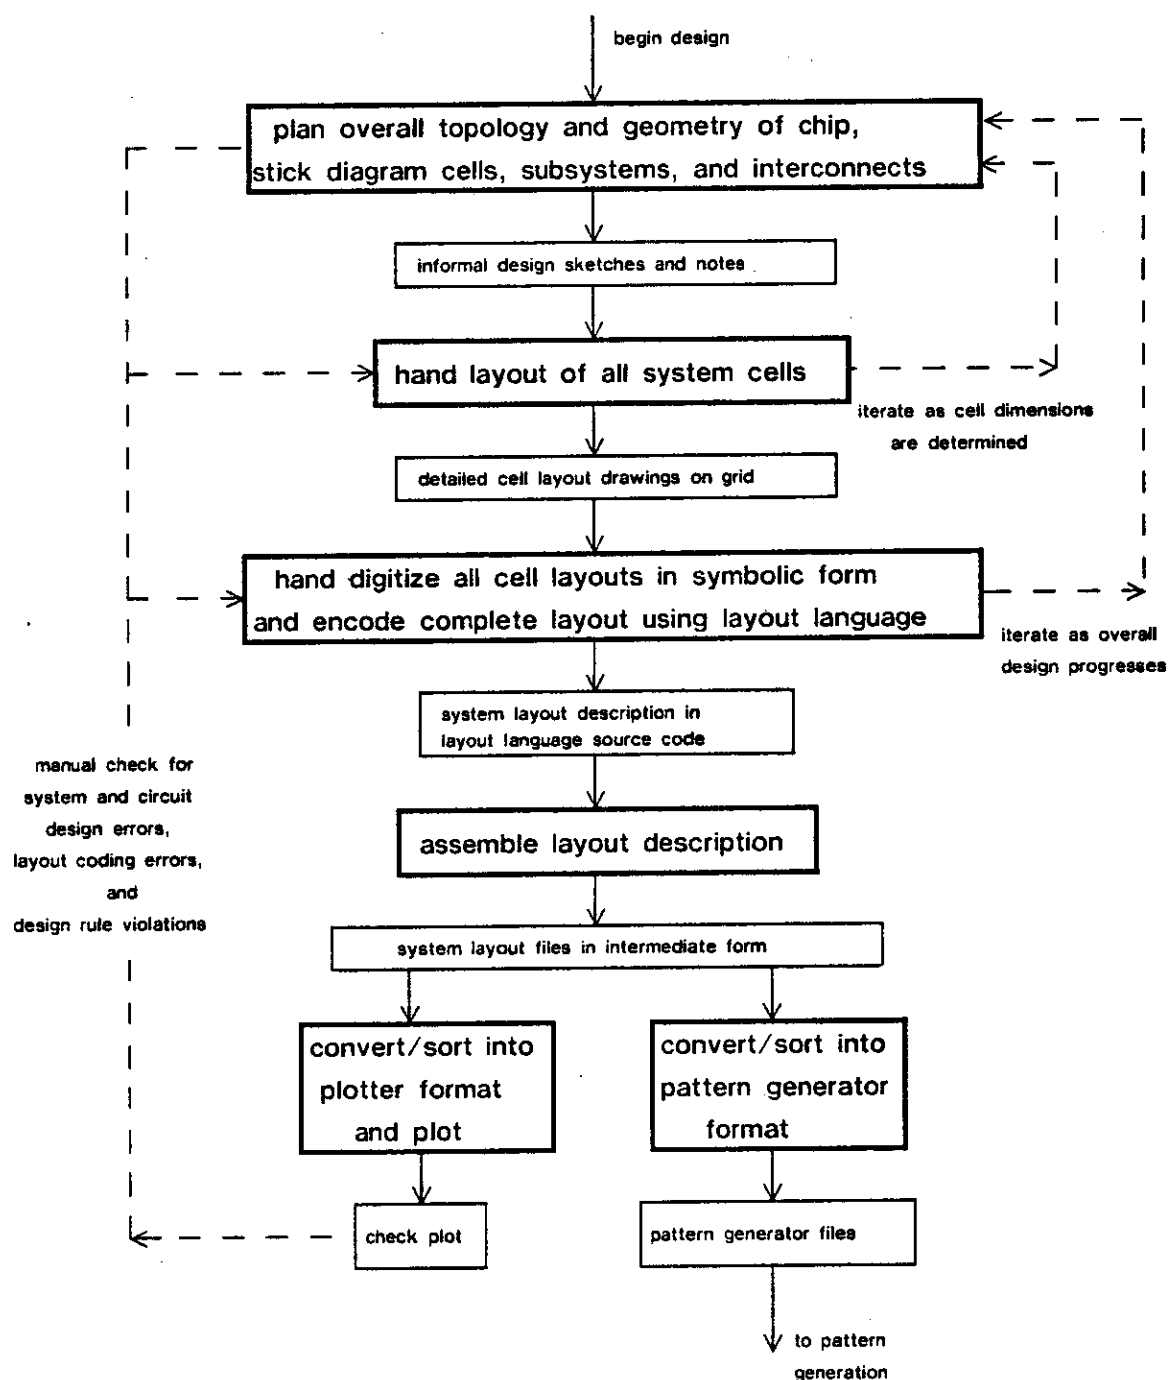 begin design
plan overall topology and geometry of chip,
stick diagram cells, subsystems, and interconnects
informal design sketches and notes
hand layout of all system cells
iterate as cell dimensions
are determined
detailed cell layout drawings on grid
hand digitize all cell layouts in symbolic form
and encode complete layout using layout language
iterate as overall
design progresses
system layout description in
layout language source code
manual check for
system and circuit
design errors,
layout coding errors,
and
design rule violations
assemble layout description
system layout files in intermediate form
convert/sort into
plotter format
and plot
convert/sort into
pattern generator
format
check plot
pattern generator files
to pattern
generation